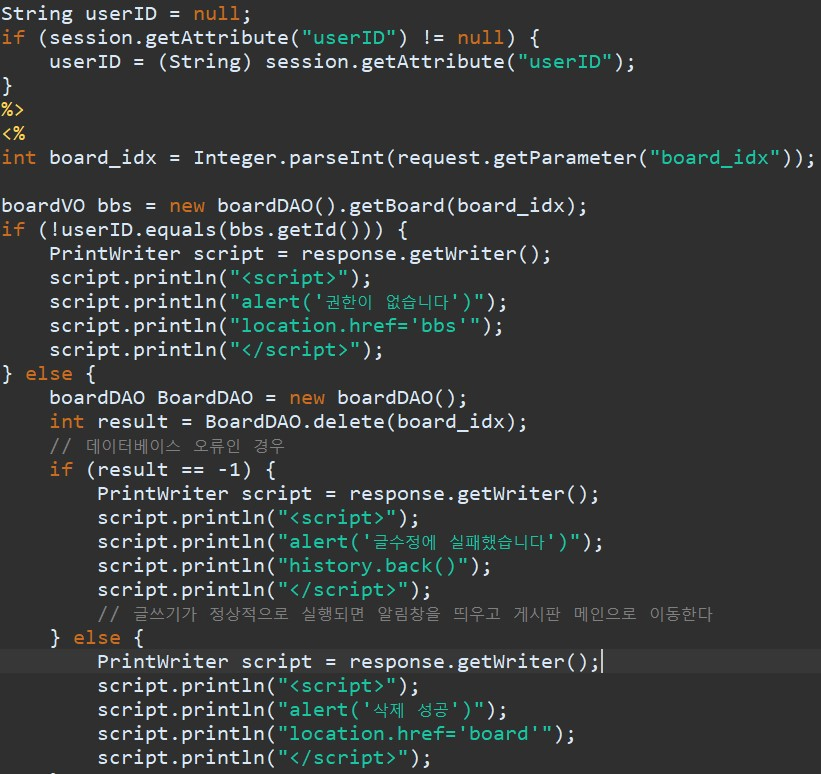 String userID = null;
if (session.getAttribute("userID") != null) {
    userID = (String) session.getAttribute("userID");
}
%>
<%
int board_idx = Integer.parseInt(request.getParameter("board_idx"));
boardVO bbs = new boardDAO().getBoard(board_idx);
if (!userID.equals(bbs.getId())) {
    PrintWriter script = response.getWriter();
    script.println("<script>");
    script.println("alert('권한이 없습니다')");
    script.println("location.href='bbs'");
    script.println("</script>");
} else {
    boardDAO BoardDAO = new boardDAO();
    int result = BoardDAO.delete(board_idx);
    // 데이터베이스 오류인 경우
    if (result == -1) {
        PrintWriter script = response.getWriter();
        script.println("<script>");
        script.println("alert('글수정에 실패했습니다')");
        script.println("history.back()");
        script.println("</script>");
        // 글쓰기가 정상적으로 실행되면 알림창을 띄우고 게시판 메인으로 이동한다
    } else {
        PrintWriter script = response.getWriter();
        script.println("<script>");
        script.println("alert('삭제 성공')");
        script.println("location.href='board'");
        script.println("</script>");